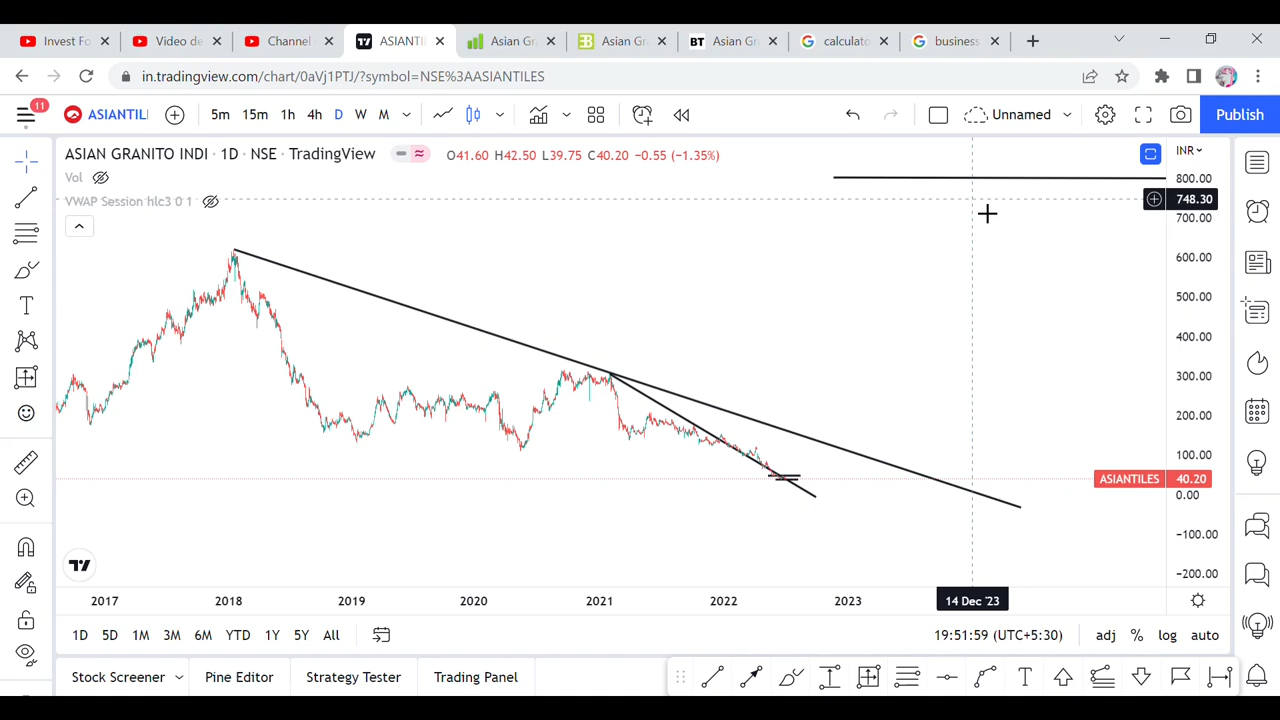 Invest Fo
Video de
Channel
ASIANTI
Asian Gr
Asian Gr
BT Asian Gr
calculato
business
in.tradingview.com/chart/0aVj1PTJ/?symbol=NSE%3AASIANTILES
11
ASIANTIL
5m 15m 1h 4h D W M
Unnamed
Publish
ASIAN GRANITO INDI · 1D · NSE · TradingView
O41.60 H42.50 L39.75 C40.20 −0.55 (−1.35%)
INR
Vol
VWAP Session hlc3 0 1
800.00
748.30
700.00
600.00
500.00
400.00
300.00
200.00
100.00
ASIANTILES 40.20
0.00
−100.00
−200.00
2017 2018 2019 2020 2021 2022 2023 14 Dec '23
1D 5D 1M 3M 6M YTD 1Y 5Y All
19:51:59 (UTC+5:30) adj % log auto
Stock Screener Pine Editor Strategy Tester Trading Panel